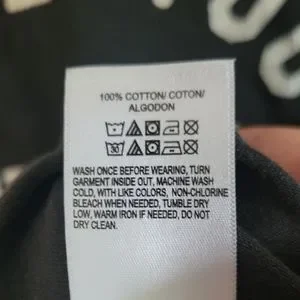 100% COTTON/ COTON/
ALGODON
WASH ONCE BEFORE WEARING, TURN
GARMENT INSIDE OUT, MACHINE WASH
COLD, WITH LIKE COLORS, NON-CHLORINE
BLEACH WHEN NEEDED, TUMBLE DRY
LOW, WARM IRON IF NEEDED, DO NOT
DRY CLEAN.